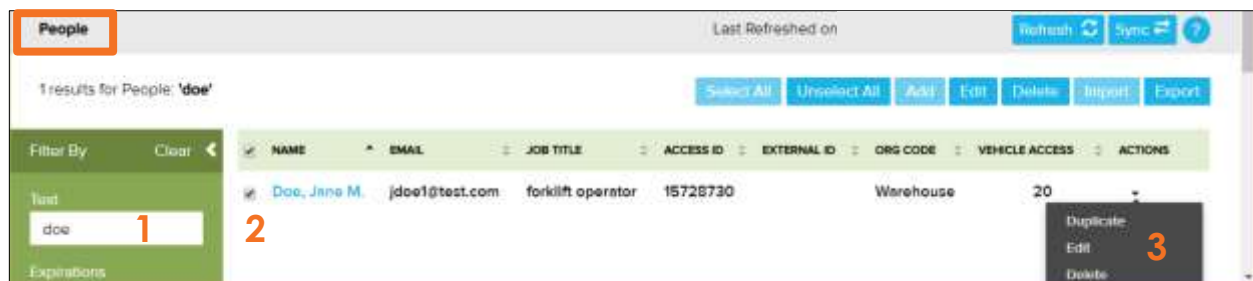 People Last Refreshed on Refresh Sync ?
1 results for People: 'doe' Select All Unselect All Add Edit Delete Import Export
Filter By Clear NAME EMAIL JOB TITLE ACCESS ID EXTERNAL ID ORG CODE VEHICLE ACCESS ACTIONS
Text Doe, Jane M. jdoe1@test.com forklift operator 15728730 Warehouse 20
doe 1 2 Duplicate
Edit 3
Expirations Delete